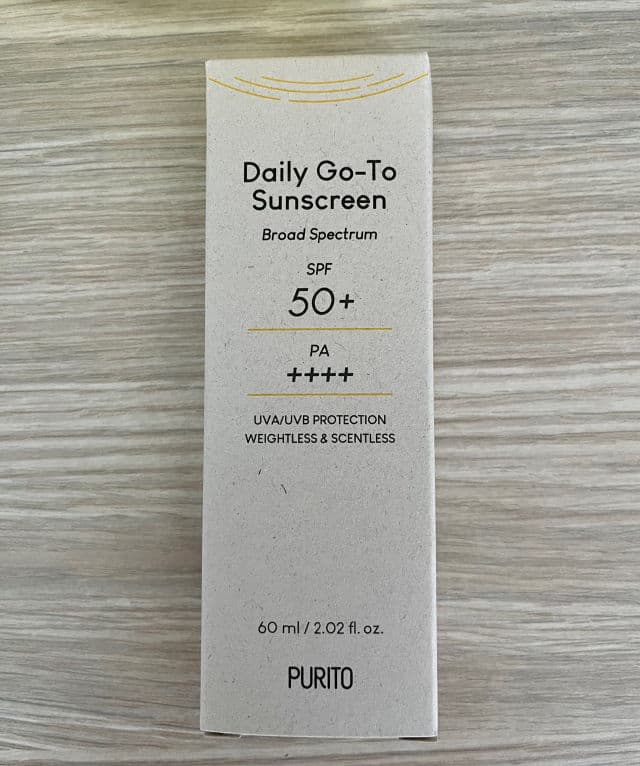 Daily Go-To
Sunscreen
Broad Spectrum
SPF
50+
PA
++++
UVA/UVB PROTECTION
WEIGHTLESS & SCENTLESS
60 ml / 2.02 fl. oz.
PURITO